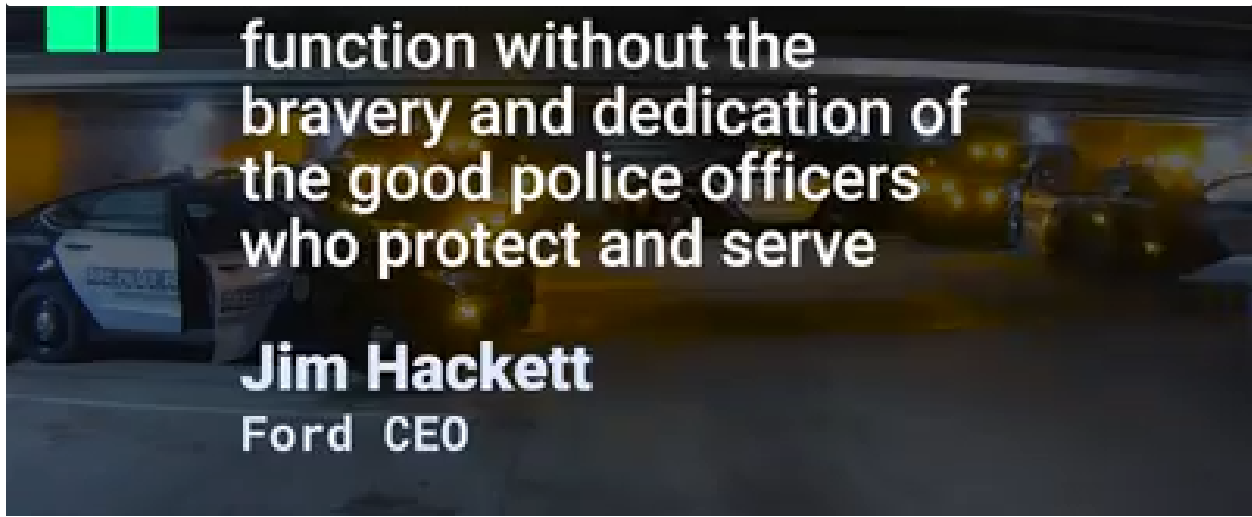 function without the
bravery and dedication of
the good police officers
who protect and serve
Jim Hackett
Ford CEO